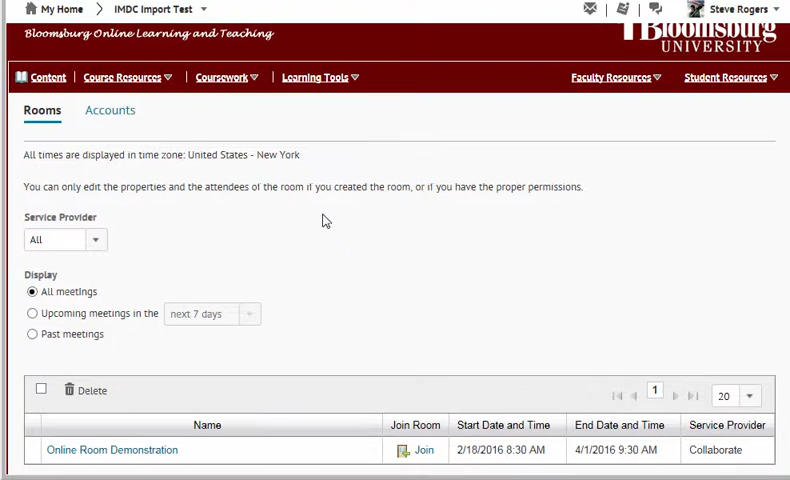 My Home > IMDC Import Test Steve Rogers
Bloomsburg Online Learning and Teaching
Bloomsburg
UNIVERSITY
Content Course Resources Coursework Learning Tools Faculty Resources Student Resources
Rooms Accounts
All times are displayed in time zone: United States - New York
You can only edit the properties and the attendees of the room if you created the room, or if you have the proper permissions.
Service Provider
All
Display
All meetings
Upcoming meetings in the next 7 days
Past meetings
Delete 1 20
Name Join Room Start Date and Time End Date and Time Service Provider
Online Room Demonstration Join 2/18/2016 8:30 AM 4/1/2016 9:30 AM Collaborate